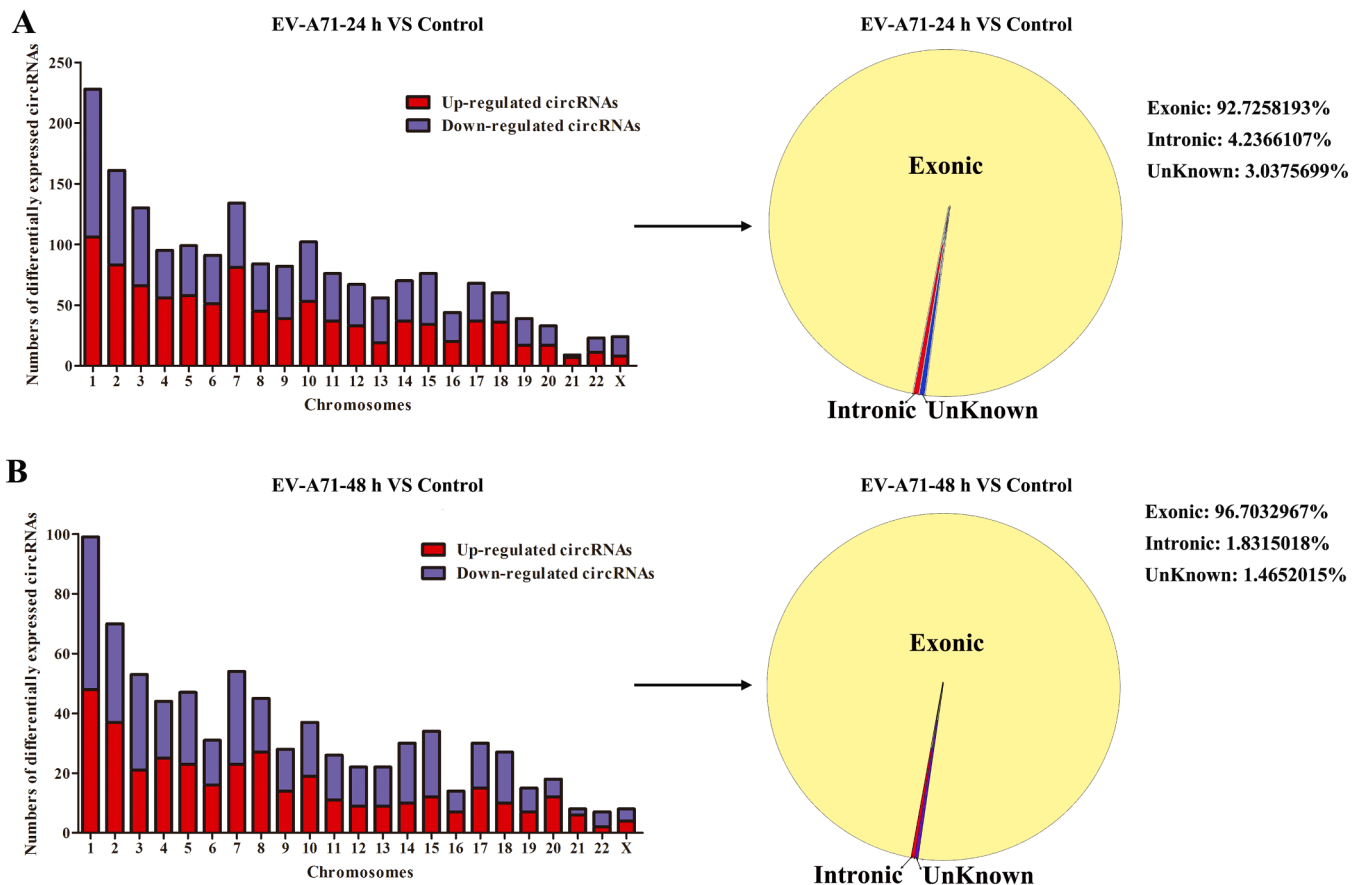 A
EV-A71-24 h VS Control
EV-A71-24 h VS Control
Numbers of differentially expressed circRNAs
250
200
150
100
50
0
Up-regulated circRNAs
Down-regulated circRNAs
1 2 3 4 5 6 7 8 9 10 11 12 13 14 15 16 17 18 19 20 21 22 X
Chromosomes
Exonic
Intronic UnKnown
Exonic: 92.7258193%
Intronic: 4.2366107%
UnKnown: 3.0375699%
B
EV-A71-48 h VS Control
EV-A71-48 h VS Control
Numbers of differentially expressed circRNAs
100
80
60
40
20
0
Up-regulated circRNAs
Down-regulated circRNAs
1 2 3 4 5 6 7 8 9 10 11 12 13 14 15 16 17 18 19 20 21 22 X
Chromosomes
Exonic
Intronic UnKnown
Exonic: 96.7032967%
Intronic: 1.8315018%
UnKnown: 1.4652015%